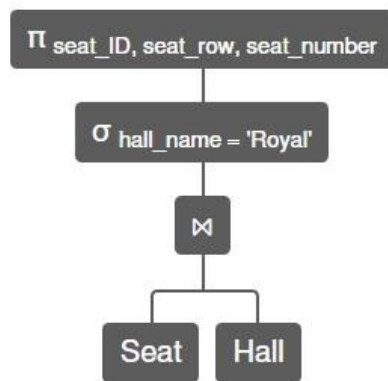 π seat_ID, seat_row, seat_number
σ hall_name = 'Royal'
⋈
Seat
Hall